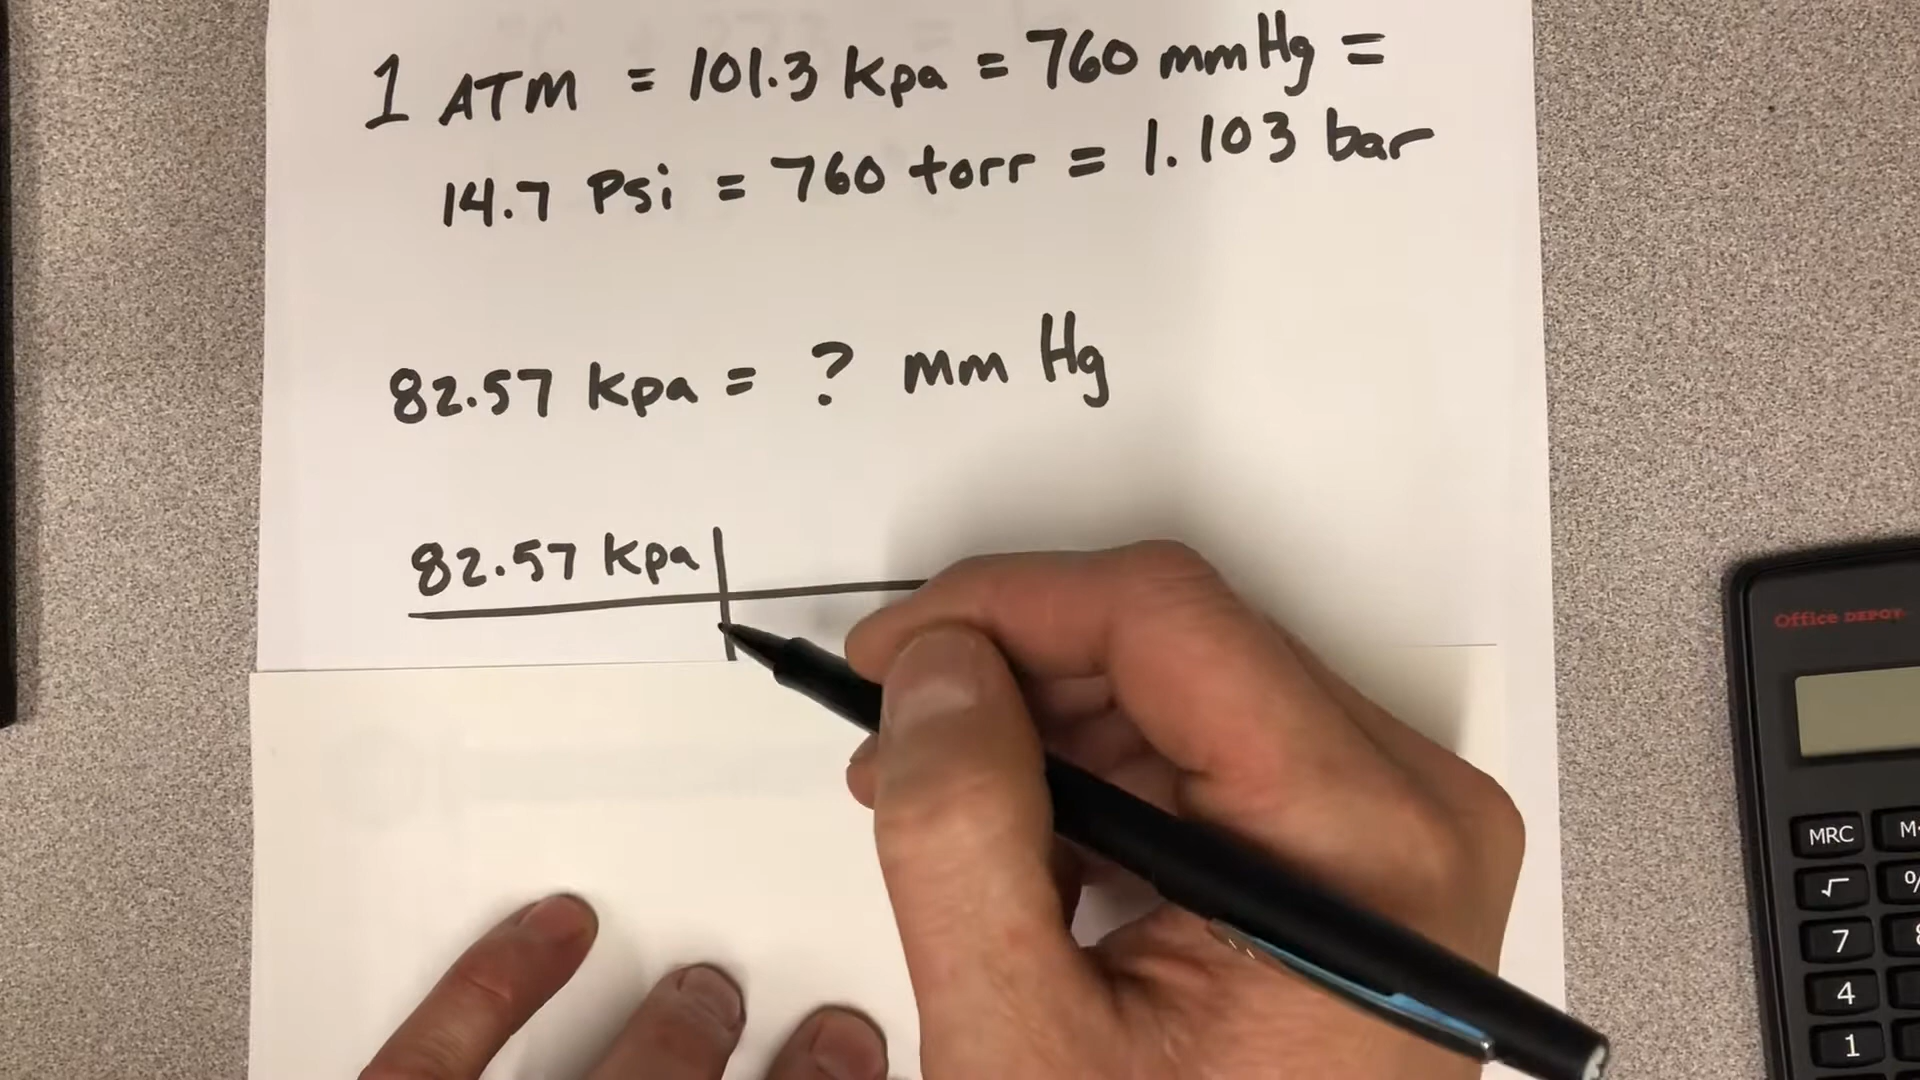 1 ATM = 101.3 Kpa = 760 mmHg =
14.7 Psi = 760 torr = 1.103 bar
82.57 Kpa = ? mm Hg
82.57 Kpa
Office DEPOT
MRC M
√ %
7 8
4
1